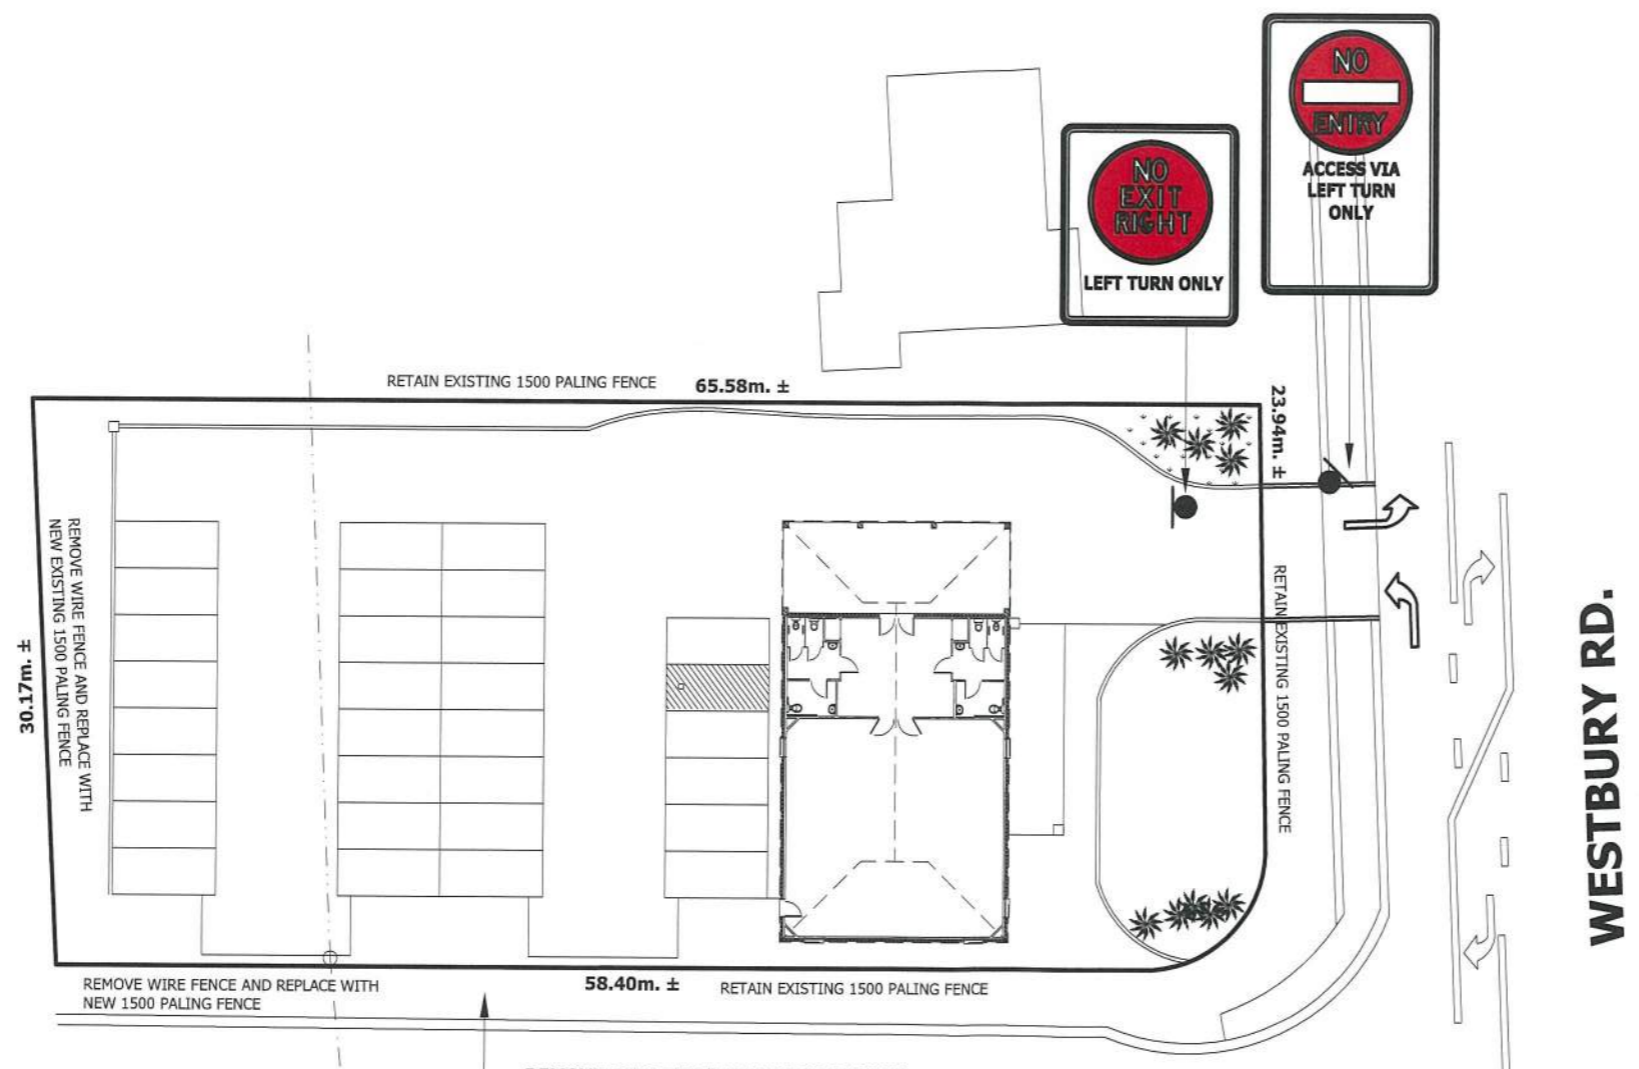 NO
ENTRY
ACCESS VIA
LEFT TURN
ONLY
NO
EXIT
RIGHT
LEFT TURN ONLY
RETAIN EXISTING 1500 PALING FENCE
65.58m. ±
23.94m. ±
REMOVE WIRE FENCE AND REPLACE WITH
NEW EXISTING 1500 PALING FENCE
30.17m. ±
RETAIN EXISTING 1500 PALING FENCE
WESTBURY RD.
REMOVE WIRE FENCE AND REPLACE WITH
NEW 1500 PALING FENCE
58.40m. ±
RETAIN EXISTING 1500 PALING FENCE